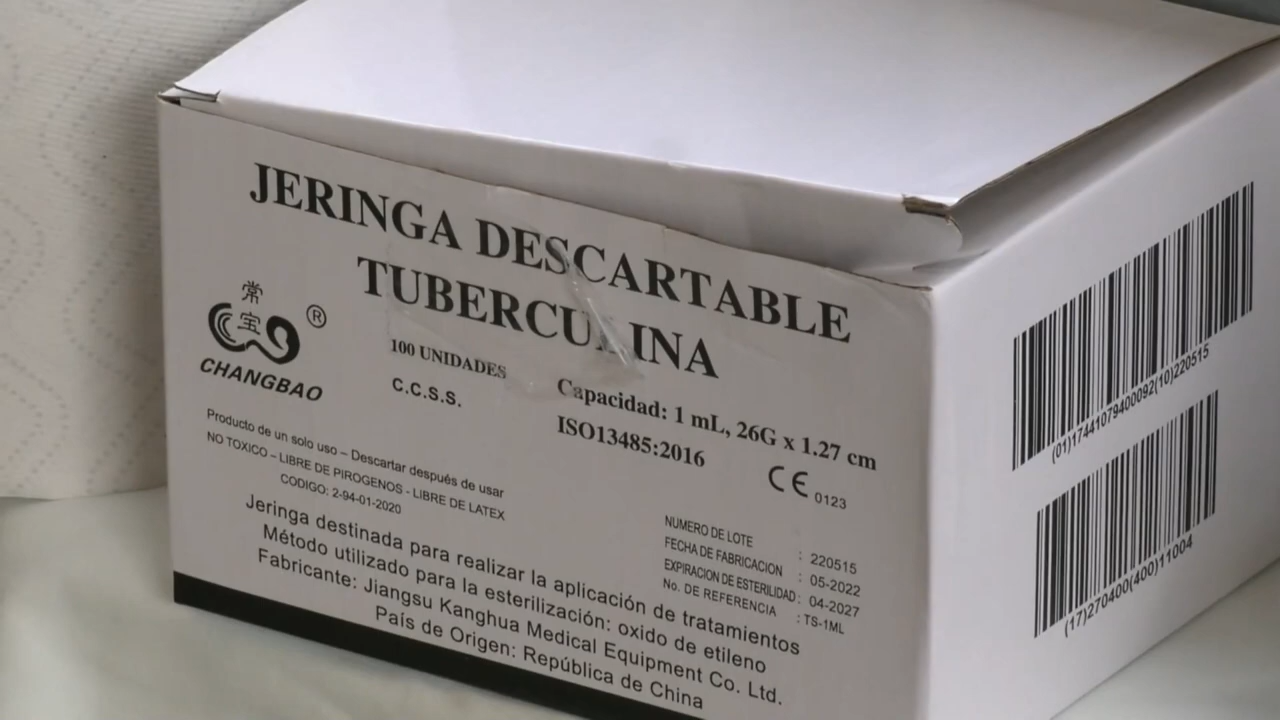 JERINGA DESCARTABLE
TUBERCULINA
常
宝
®
CHANGBAO
100 UNIDADES
C.C.S.S.
Capacidad: 1 mL, 26G x 1.27 cm
ISO13485:2016
CE 0123
Producto de un solo uso – Descartar después de usar
NO TOXICO – LIBRE DE PIROGENOS - LIBRE DE LATEX
CODIGO: 2-94-01-2020
NUMERO DE LOTE : 220515
FECHA DE FABRICACION : 05-2022
EXPIRACION DE ESTERILIDAD : 04-2027
No. DE REFERENCIA : TS-1ML
Jeringa destinada para realizar la aplicación de tratamientos
Método utilizado para la esterilización: oxido de etileno
Fabricante: Jiangsu Kanghua Medical Equipment Co. Ltd.
País de Origen: República de China
(01)17441079400092(10)220515
(17)270400(400)11004